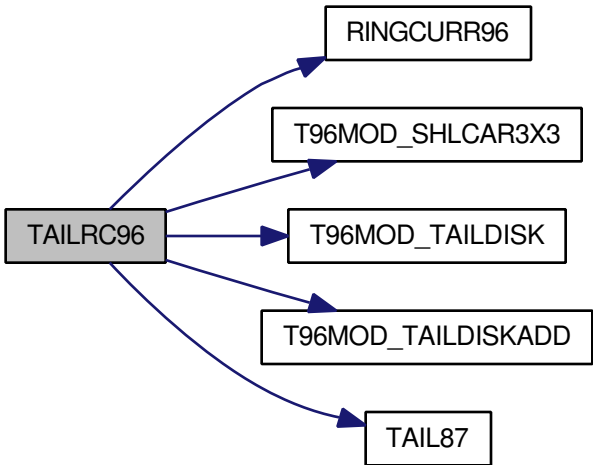 RINGCURR96
T96MOD_SHLCAR3X3
TAILRC96
T96MOD_TAILDISK
T96MOD_TAILDISKADD
TAIL87